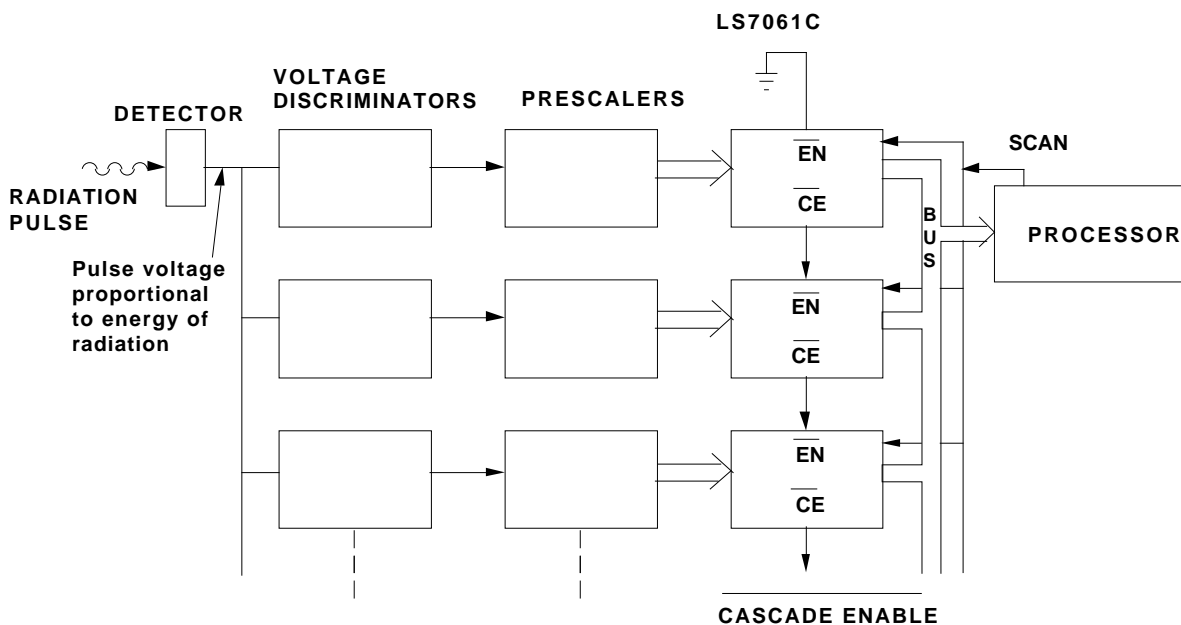 LS7061C
VOLTAGE
DISCRIMINATORS
PRESCALERS
DETECTOR
EN
SCAN
RADIATION
PULSE
CE
BUS
PROCESSOR
Pulse voltage
proportional
to energy of
radiation
EN
CE
EN
CE
CASCADE ENABLE